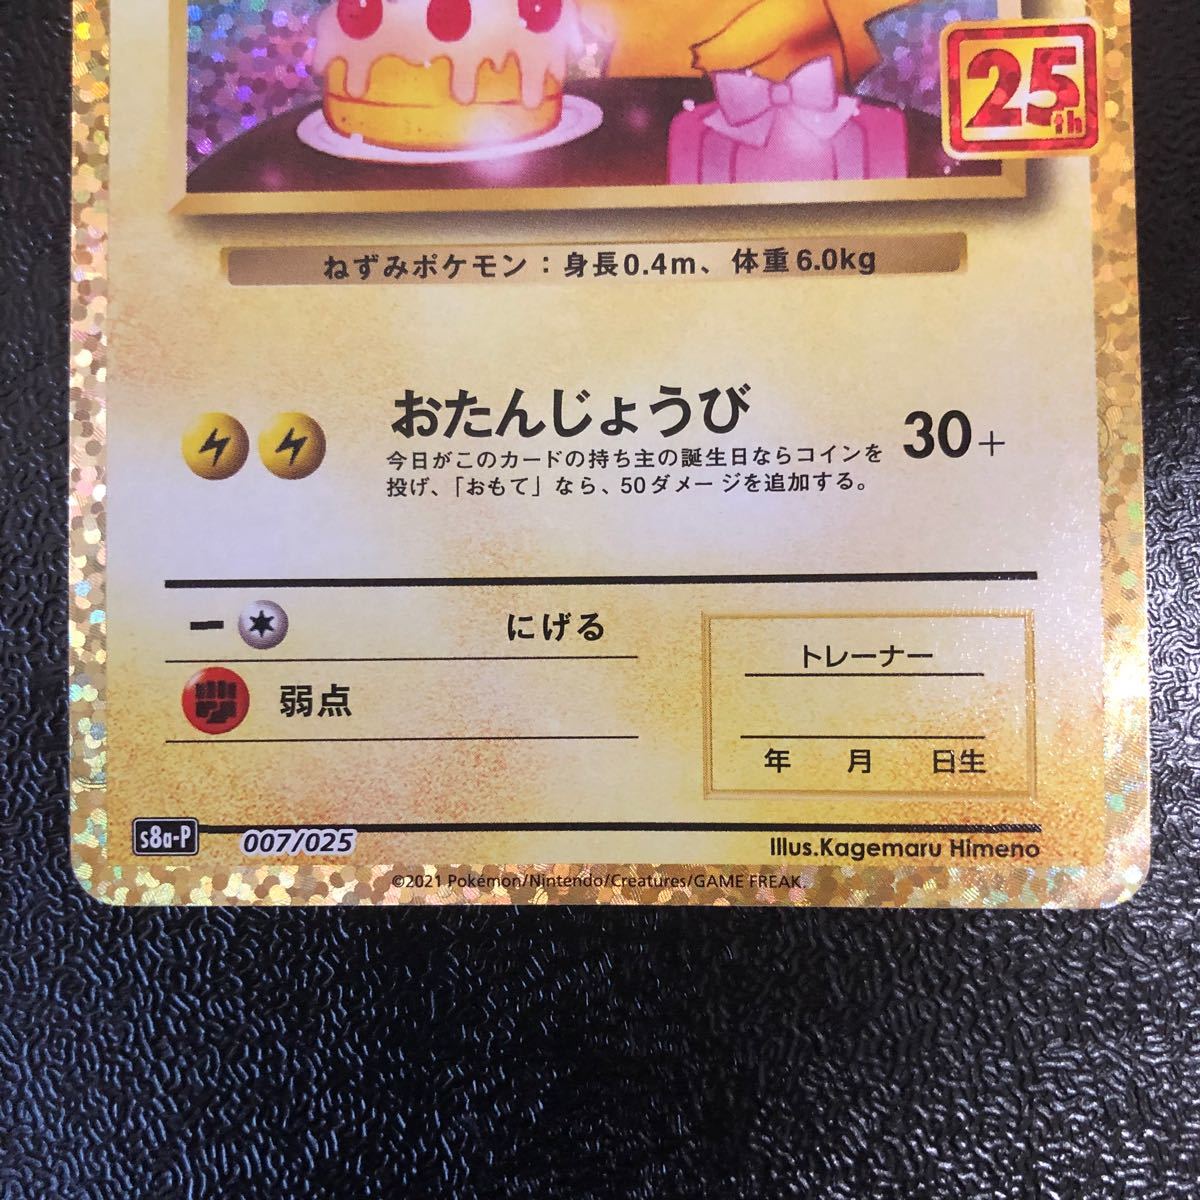 25th
ねずみポケモン：身長0.4m、体重6.0kg
おたんじょうび
30+
今日がこのカードの持ち主の誕生日ならコインを
投げ、「おもて」なら、50ダメージを追加する。
にげる
弱点
トレーナー
年 月 日生
s8a-P
007/025
Illus.Kagemaru Himeno
©2021 Pokémon/Nintendo/Creatures/GAME FREAK.